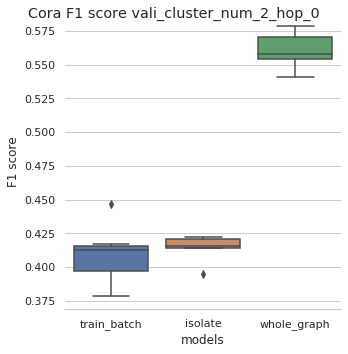 Cora F1 score vali_cluster_num_2_hop_0
0.575
0.550
0.525
0.500
0.475
0.450
0.425
0.400
0.375
F1 score
train_batch isolate whole_graph
models